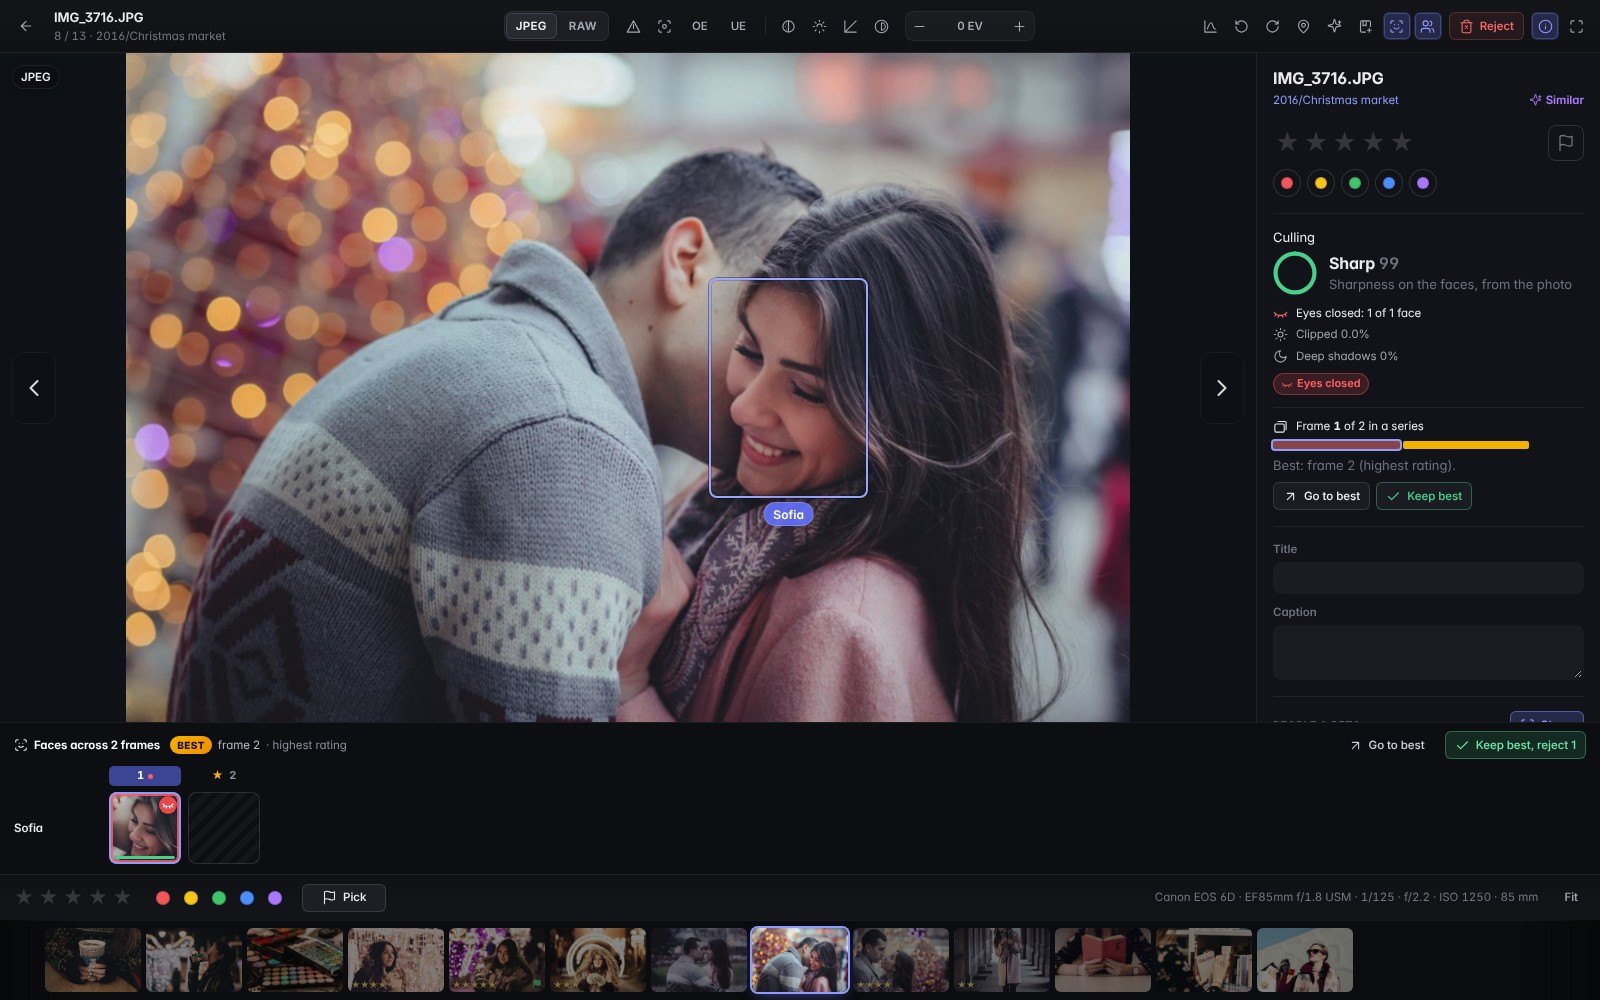 IMG_3716.JPG
8 / 13 · 2016/Christmas market
JPEG
RAW
OE
UE
0 EV
Reject
JPEG
IMG_3716.JPG
2016/Christmas market
Similar
Culling
Sharp 99
Sharpness on the faces, from the photo
Eyes closed: 1 of 1 face
Clipped 0.0%
Deep shadows 0%
Eyes closed
Frame 1 of 2 in a series
Best: frame 2 (highest rating).
Go to best
Keep best
Title
Caption
Sofia
Faces across 2 frames
BEST
frame 2 · highest rating
Go to best
Keep best, reject 1
1
2
Sofia
Pick
Canon EOS 6D · EF85mm f/1.8 USM · 1/125 · f/2.2 · ISO 1250 · 85 mm
Fit